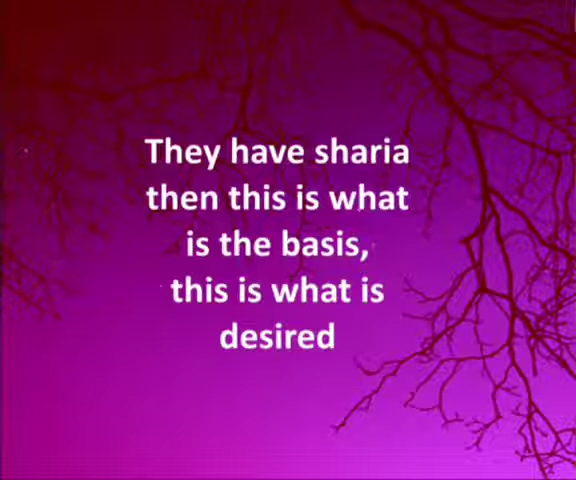 They have sharia
then this is what
is the basis,
this is what is
desired